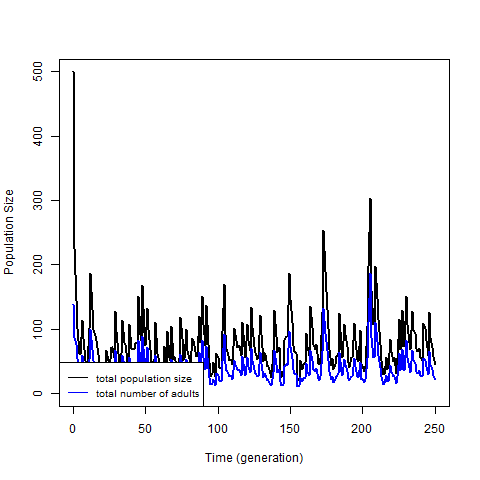 500
400
300
200
100
0
Population Size
total population size
total number of adults
0 50 100 150 200 250
Time (generation)